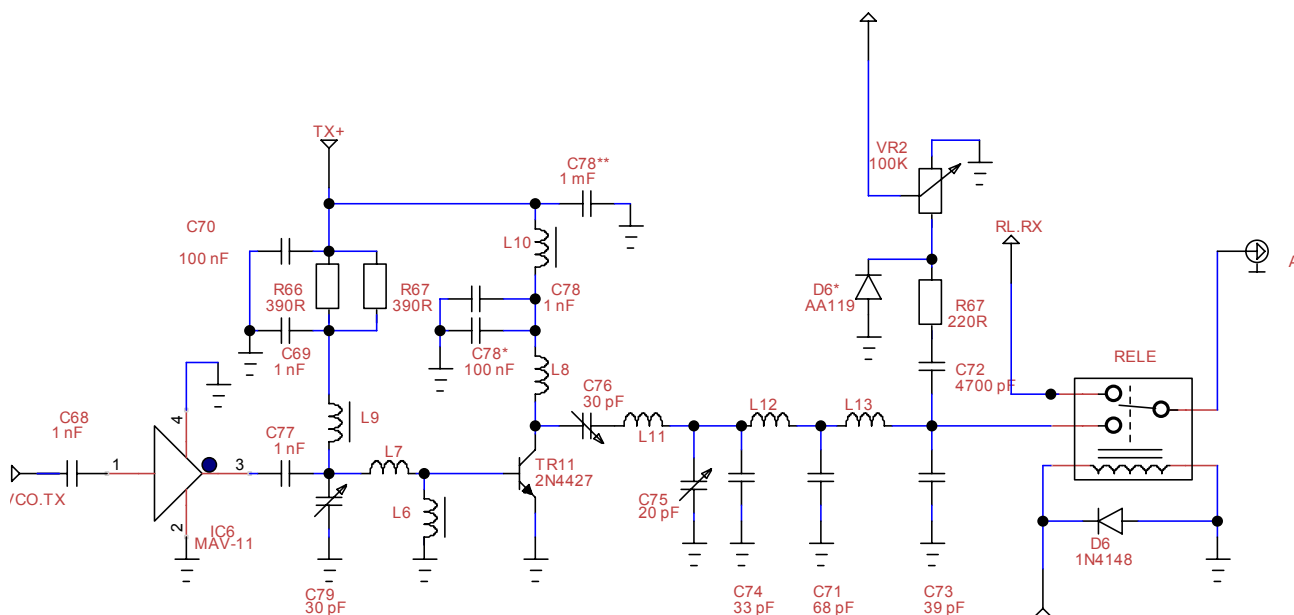 TX+
C78**
1 mF
C70
100 nF
L10
R66
390R
R67
390R
C78
1 nF
C69
1 nF
C78*
100 nF
L8
VR2
100K
RL.RX
A
D6*
AA119
R67
220R
C72
4700 pF
RELE
C76
30 pF
L9
C68
1 nF
4
C77
1 nF
L7
L11
L12
L13
1
3
TR11
2N4427
VCO.TX
2
IC6
MAV-11
L6
C75
20 pF
D6
1N4148
C79
30 pF
C74
33 pF
C71
68 pF
C73
39 pF